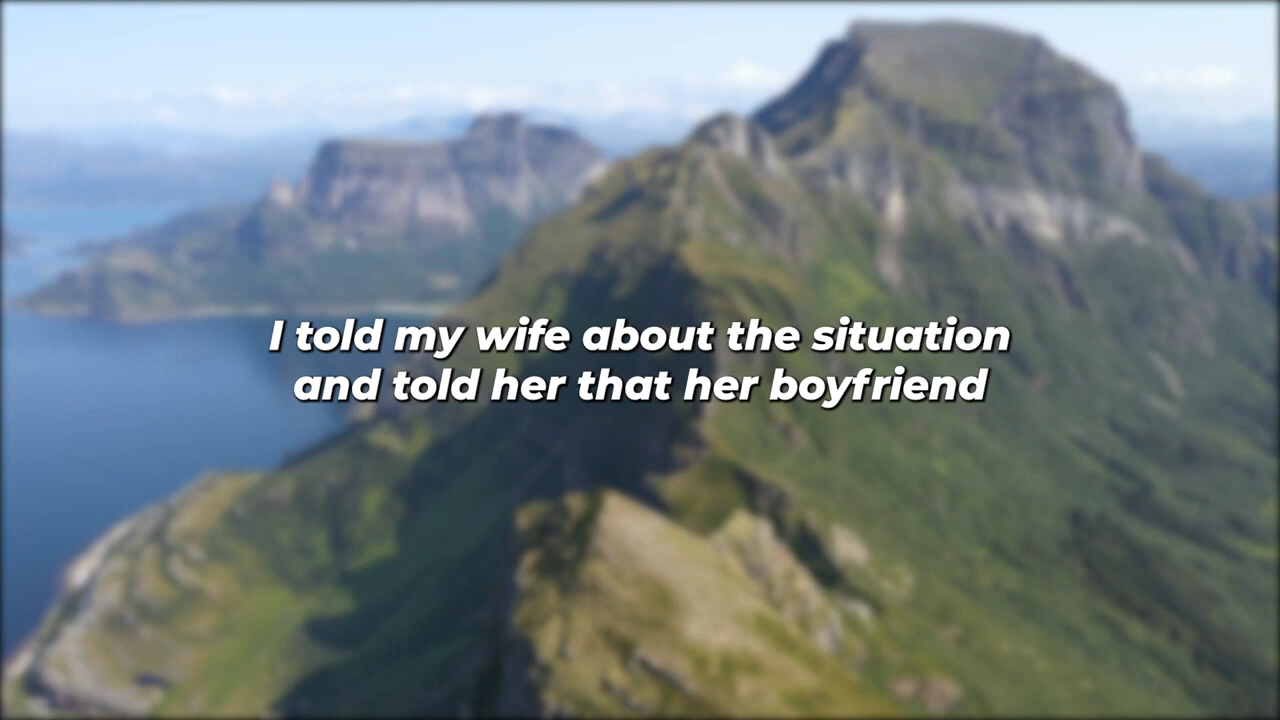 I told my wife about the situation
and told her that her boyfriend